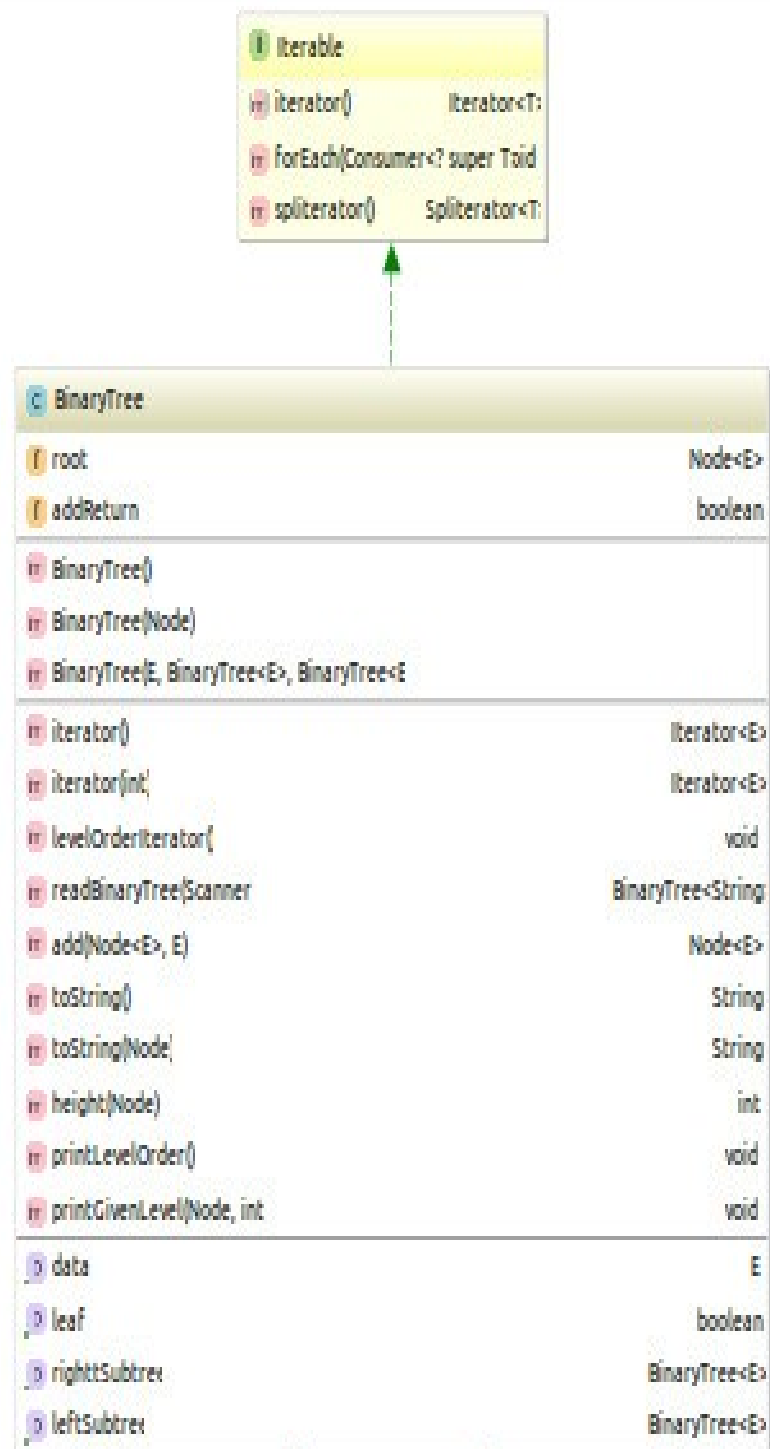 I Iterable
m iterator() Iterator<T>
m forEach(Consumer<? super T oid
m spliterator() Spliterator<T
C BinaryTree
f root Node<E>
f addReturn boolean
m BinaryTree()
m BinaryTree(Node)
m BinaryTree(E, BinaryTree<E>, BinaryTree<E
m iterator() Iterator<E>
m iterator(int) Iterator<E>
m levelOrderIterator( void
m readBinaryTree(Scanner BinaryTree<String
m add(Node<E>, E) Node<E>
m toString() String
m toString(Node) String
m height(Node) int
m printLevelOrder() void
m printGivenLevel(Node, int void
p data E
p leaf boolean
p righttSubtree BinaryTree<E>
p leftSubtree BinaryTree<E>